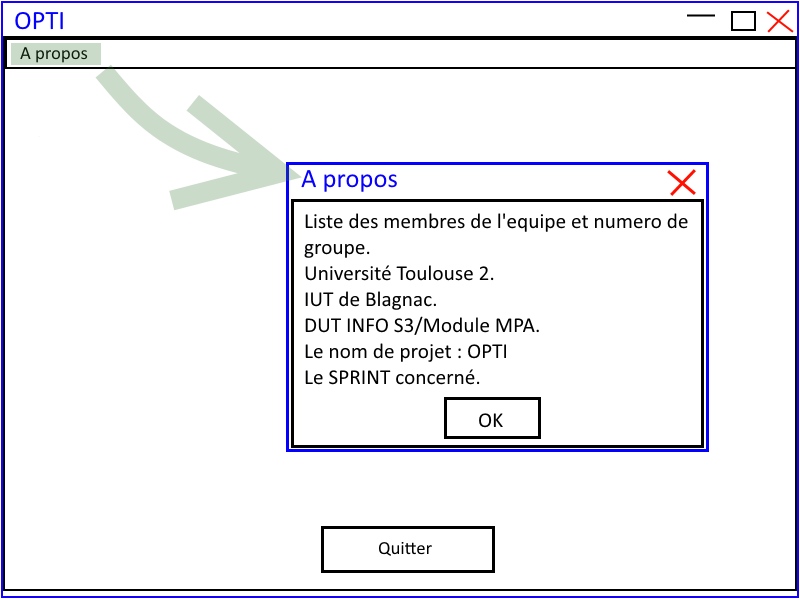 OPTI
A propos
A propos
Liste des membres de l'equipe et numero de
groupe.
Université Toulouse 2.
IUT de Blagnac.
DUT INFO S3/Module MPA.
Le nom de projet : OPTI
Le SPRINT concerné.
OK
Quitter